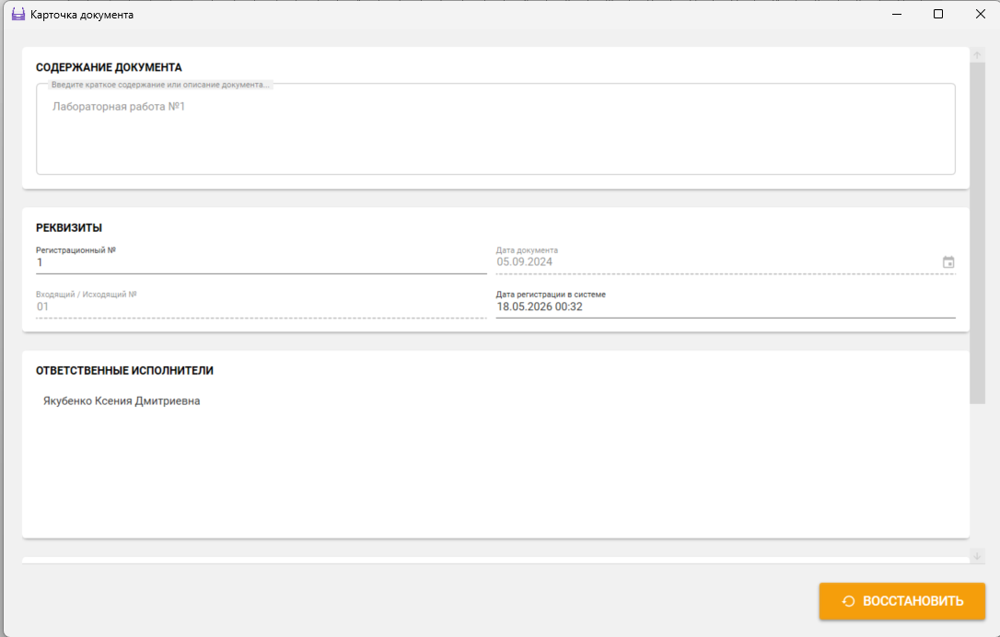 Карточка документа
СОДЕРЖАНИЕ ДОКУМЕНТА
Введите краткое содержание или описание документа...
Лабораторная работа №1
РЕКВИЗИТЫ
Регистрационный №
1
Дата документа
05.09.2024
Входящий / Исходящий №
01
Дата регистрации в системе
18.05.2026 00:32
ОТВЕТСТВЕННЫЕ ИСПОЛНИТЕЛИ
Якубенко Ксения Дмитриевна
ВОССТАНОВИТЬ